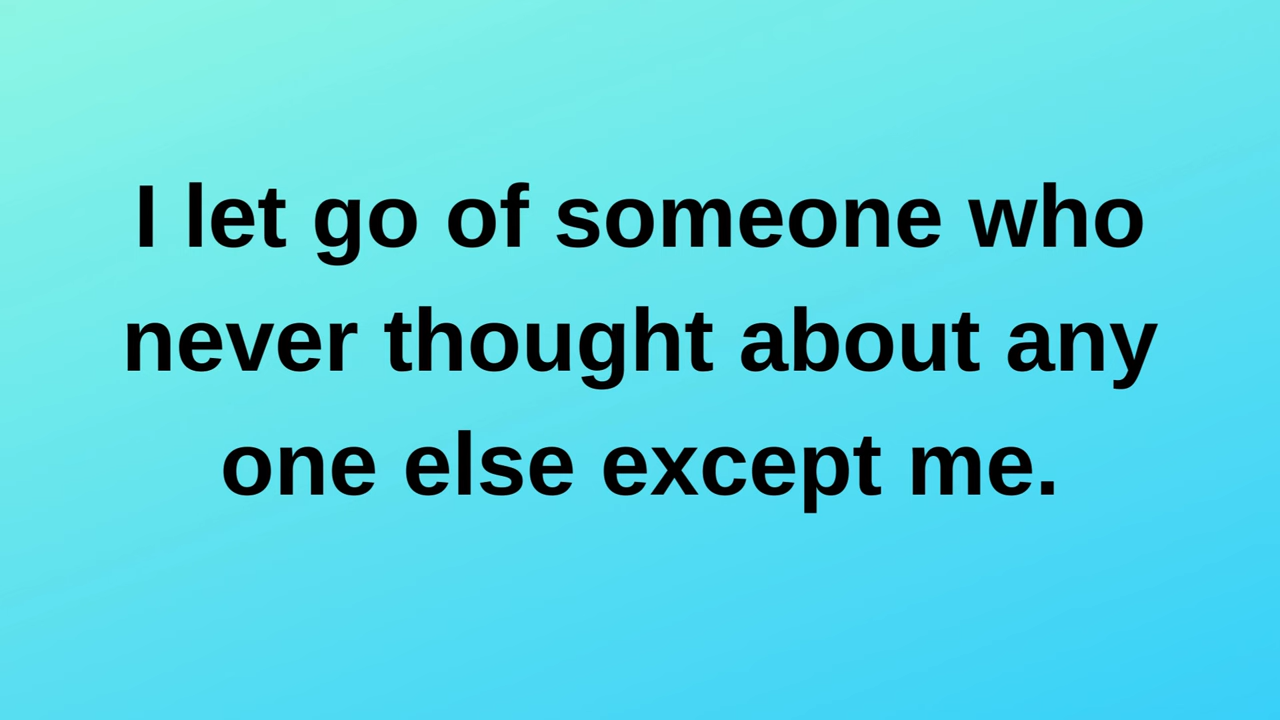 I let go of someone who
never thought about any
one else except me.